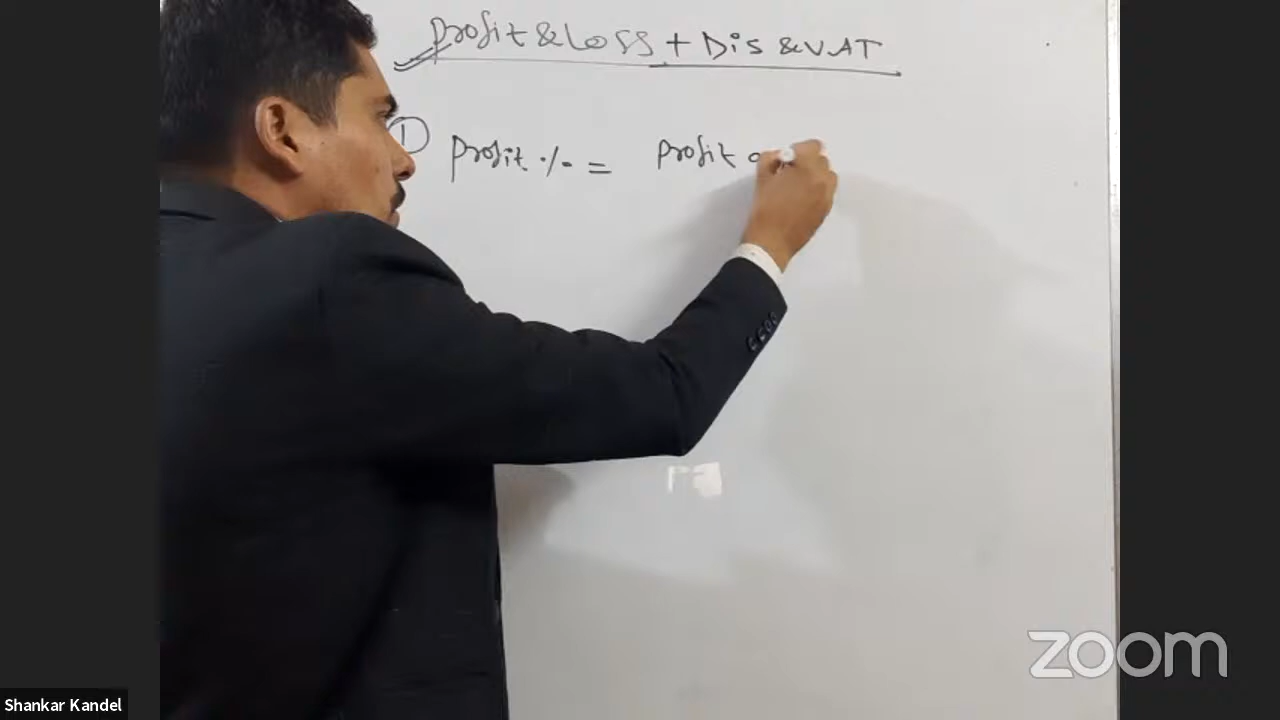 Profit & Loss + Dis & VAT
① Profit % = Profit
zoom
Shankar Kandel